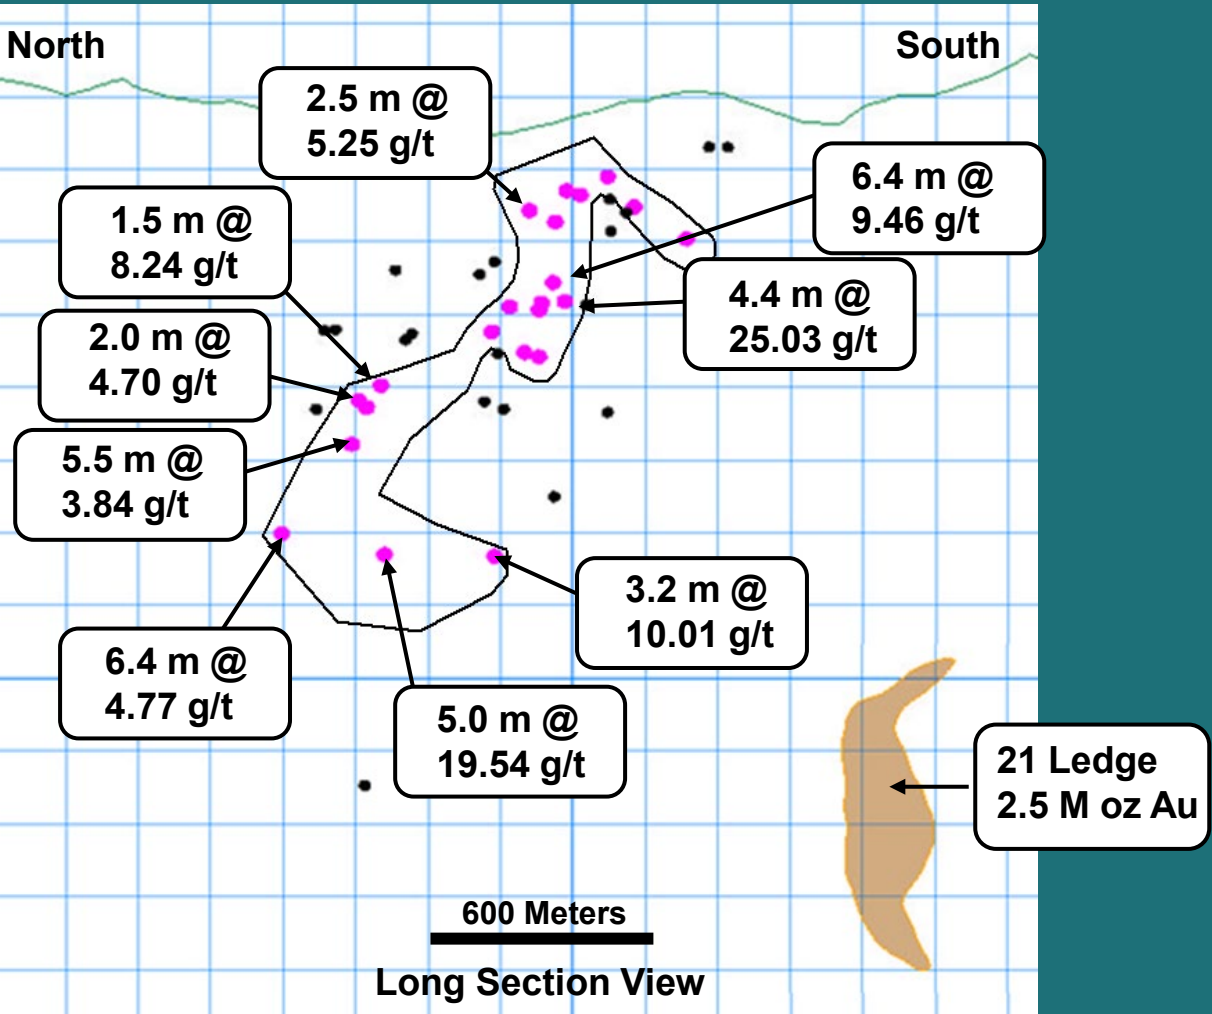 North
South
2.5 m @
5.25 g/t
6.4 m @
9.46 g/t
1.5 m @
8.24 g/t
4.4 m @
25.03 g/t
2.0 m @
4.70 g/t
5.5 m @
3.84 g/t
3.2 m @
10.01 g/t
6.4 m @
4.77 g/t
5.0 m @
19.54 g/t
21 Ledge
2.5 M oz Au
600 Meters
Long Section View